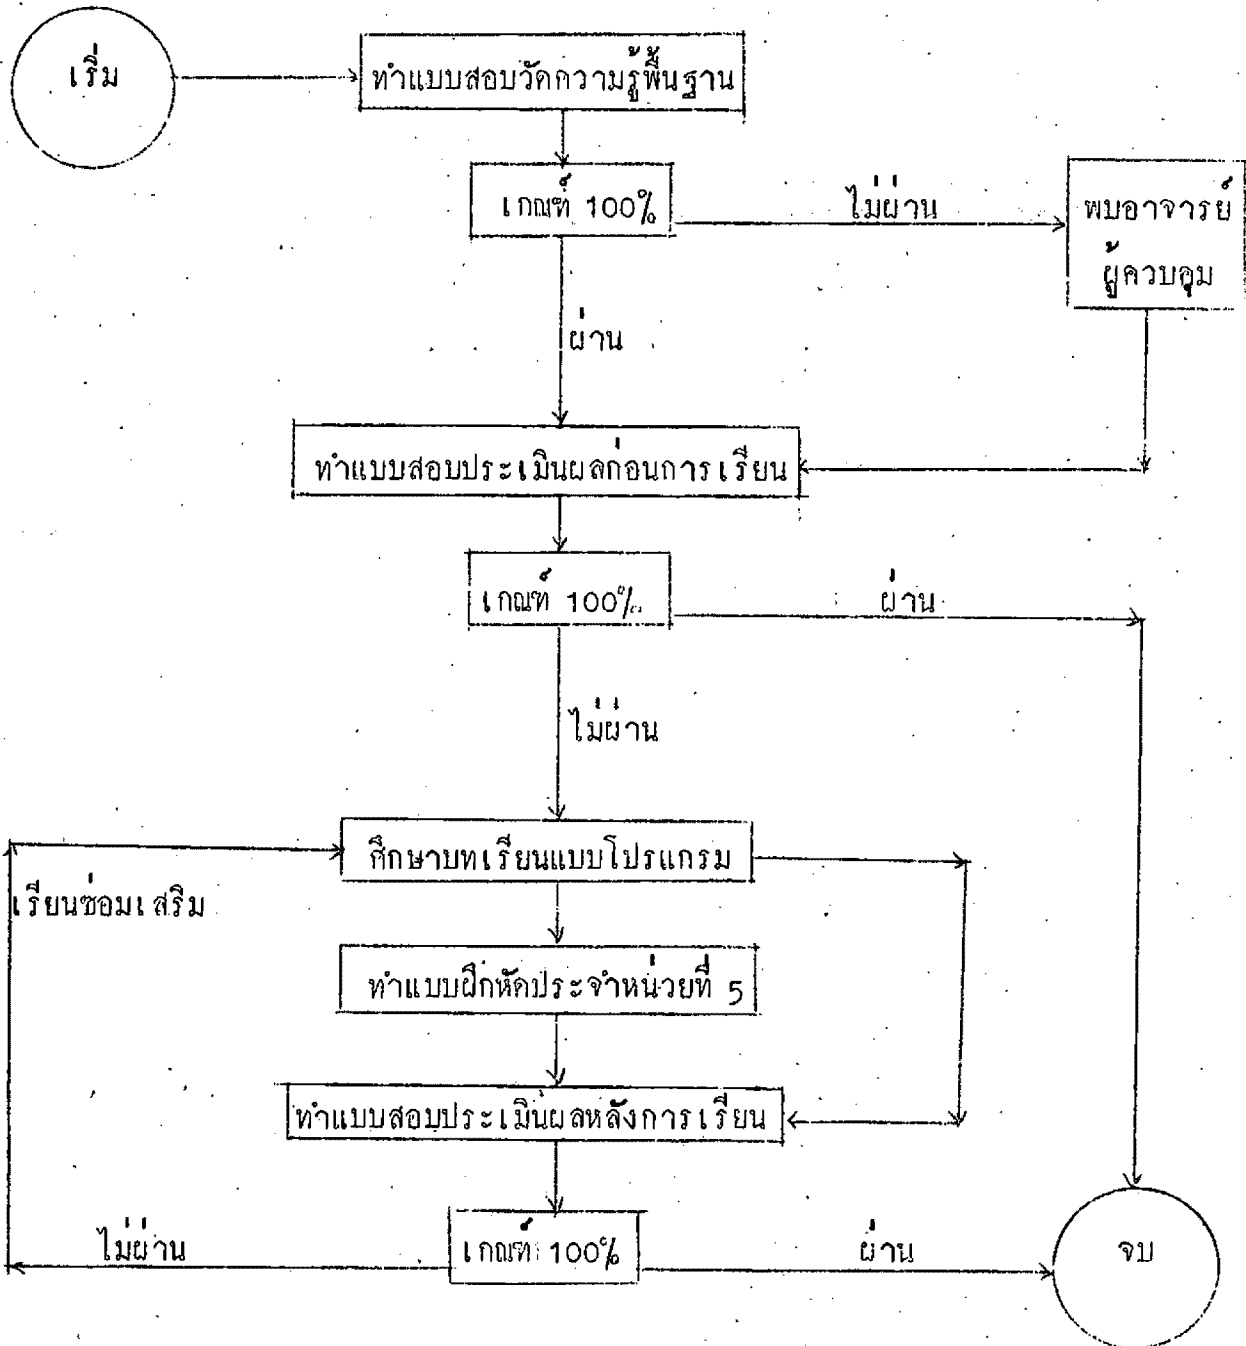 เริ่ม
ทำแบบสอบวัดความรู้พื้นฐาน
เกณฑ์ 100%
ไม่ผ่าน
พบอาจารย์
ผู้ควบคุม
ผ่าน
ทำแบบสอบประเมินผลก่อนการเรียน
เกณฑ์ 100%
ผ่าน
ไม่ผ่าน
ศึกษาบทเรียนแบบโปรแกรม
เรียนซ่อมเสริม
ทำแบบฝึกหัดประจำหน่วยที่ 5
ทำแบบสอบประเมินผลหลังการเรียน
ไม่ผ่าน
เกณฑ์ 100%
ผ่าน
จบ